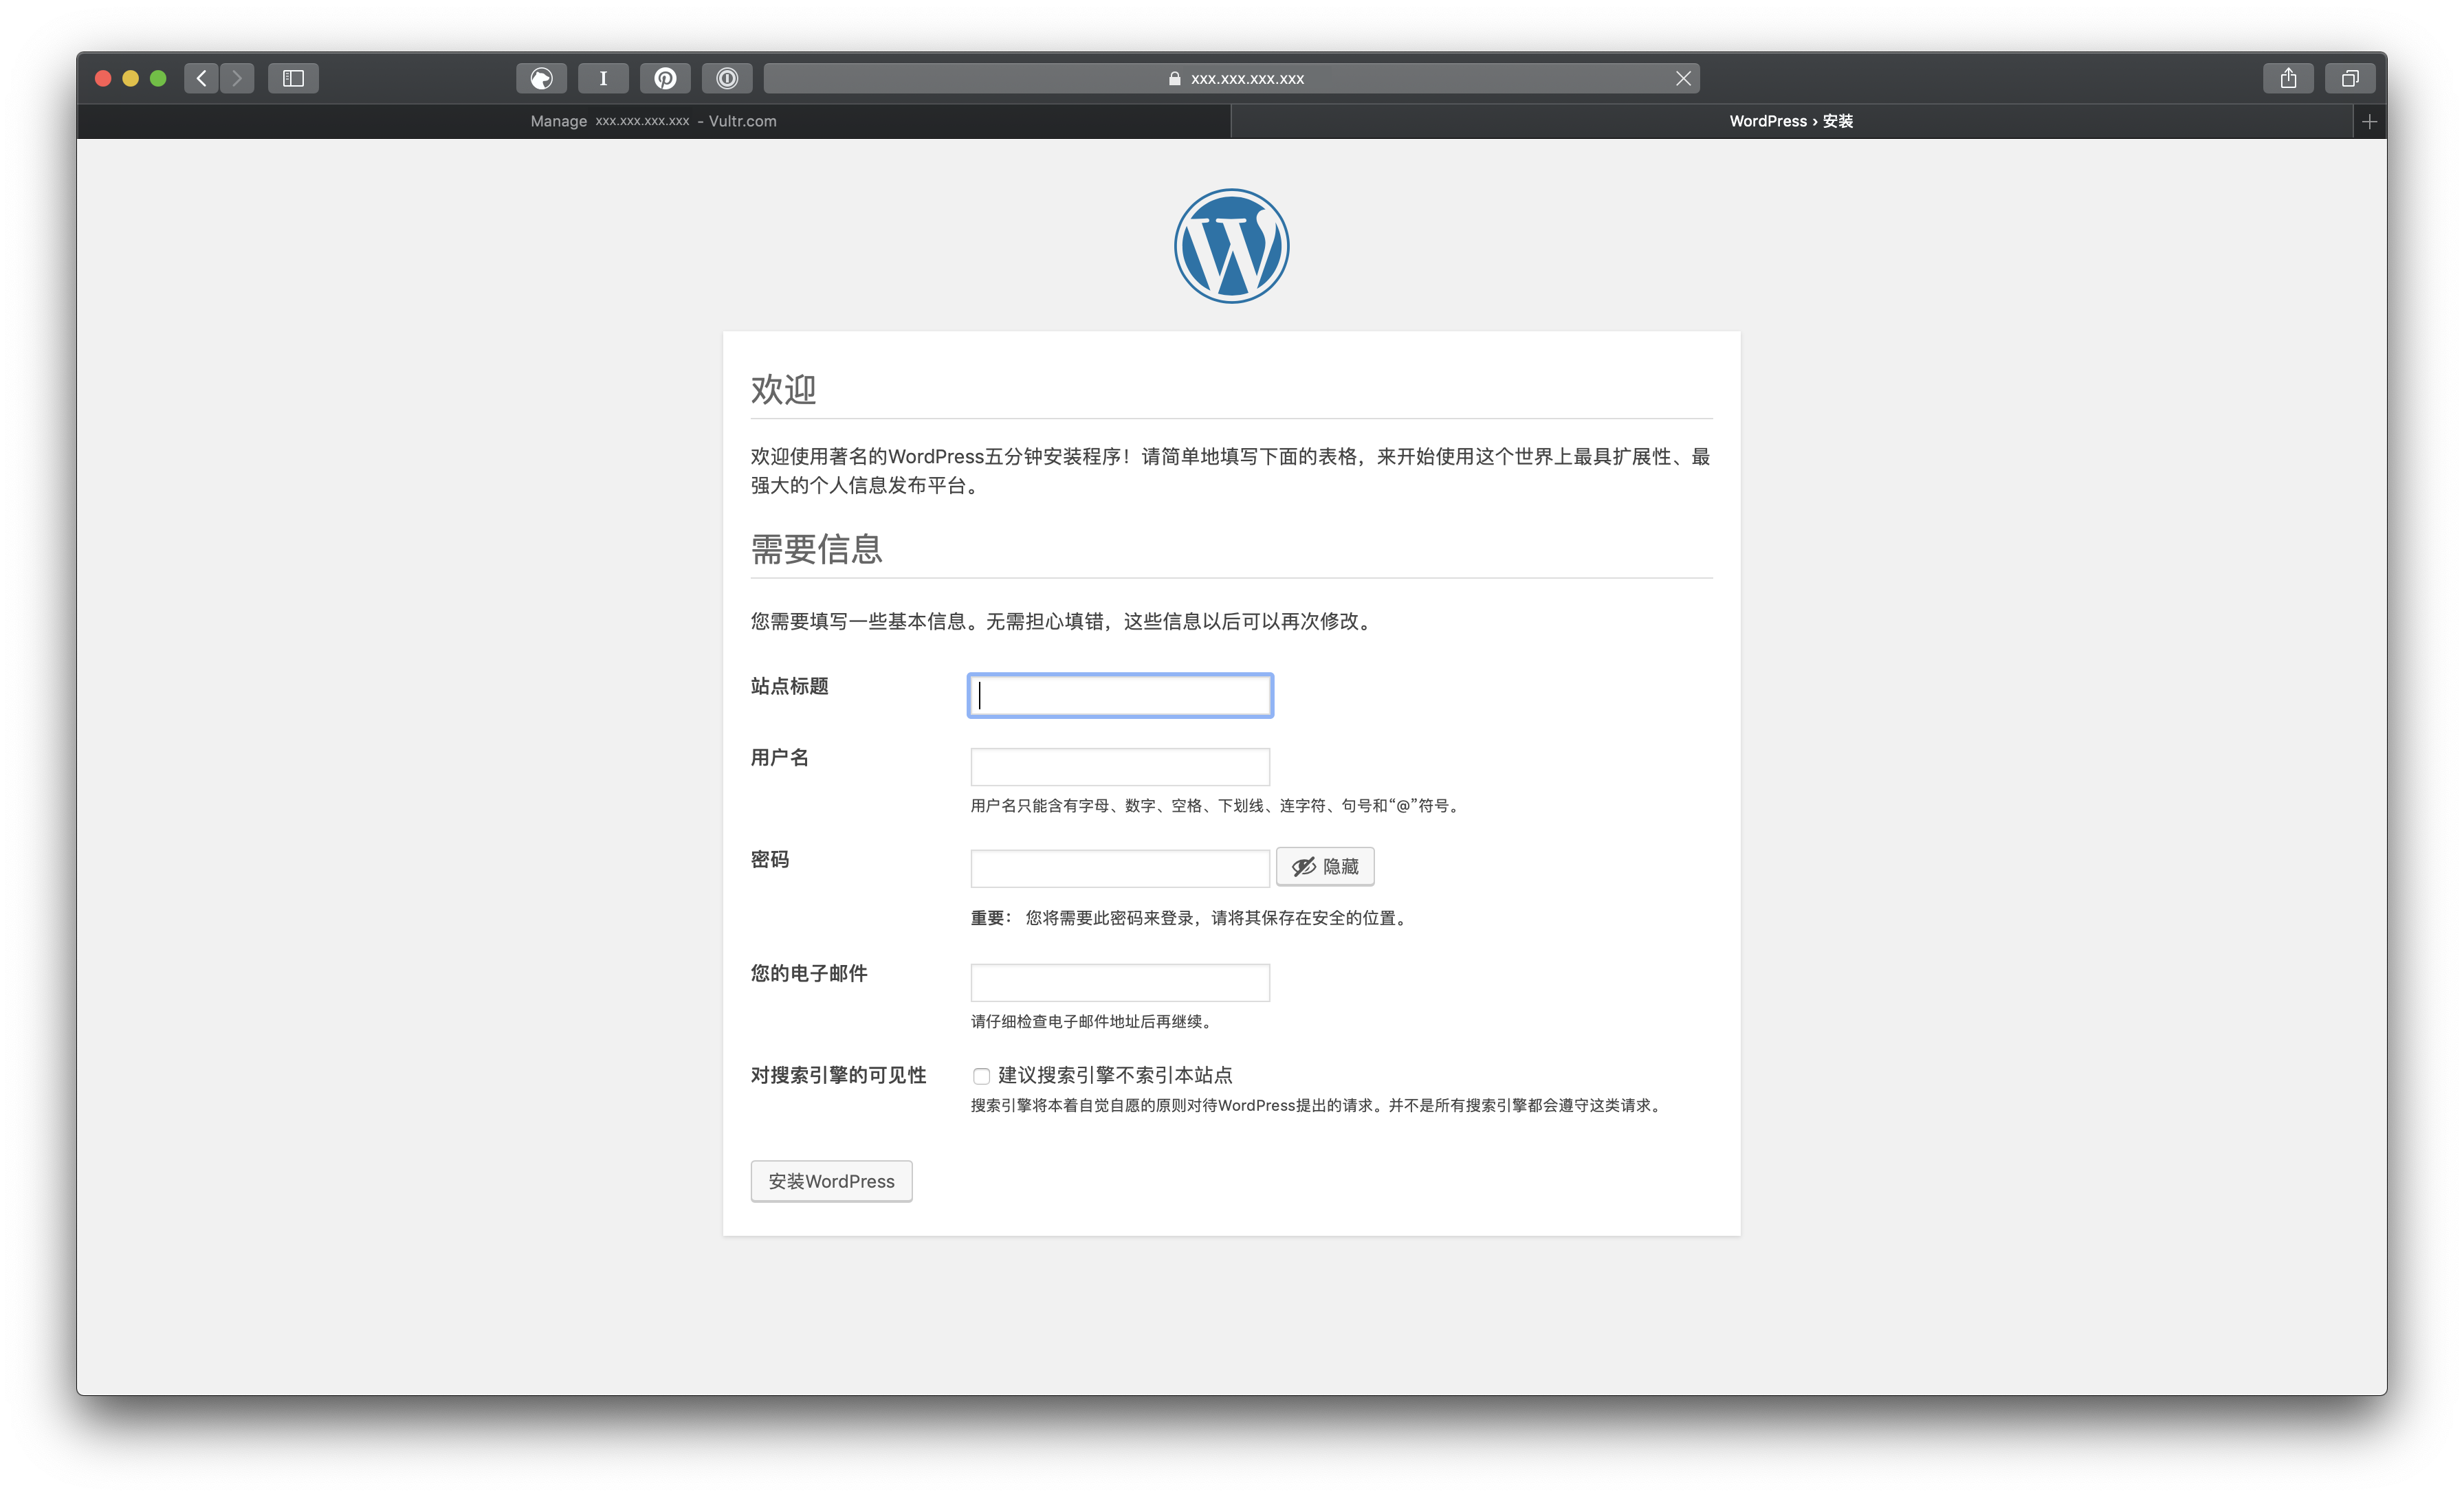 xxx.xxx.xxx.xxx
Manage xxx.xxx.xxx.xxx - Vultr.com
WordPress › 安装
欢迎
欢迎使用著名的WordPress五分钟安装程序！请简单地填写下面的表格，来开始使用这个世界上最具扩展性、最
强大的个人信息发布平台。
需要信息
您需要填写一些基本信息。无需担心填错，这些信息以后可以再次修改。
站点标题
用户名
用户名只能含有字母、数字、空格、下划线、连字符、句号和“@”符号。
密码
隐藏
重要： 您将需要此密码来登录，请将其保存在安全的位置。
您的电子邮件
请仔细检查电子邮件地址后再继续。
对搜索引擎的可见性
建议搜索引擎不索引本站点
搜索引擎将本着自觉自愿的原则对待WordPress提出的请求。并不是所有搜索引擎都会遵守这类请求。
安装WordPress